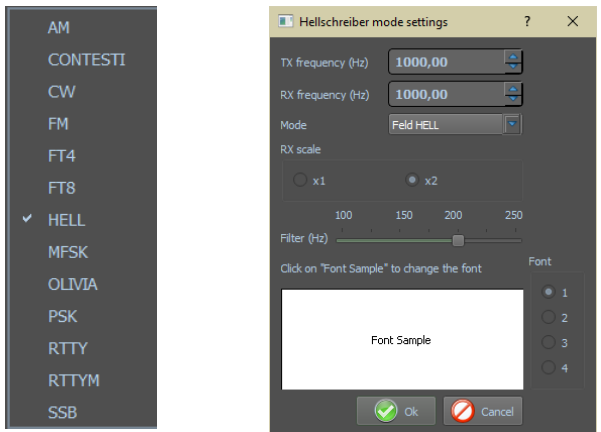 AM
CONTESTI
CW
FM
FT4
FT8
HELL
MFSK
OLIVIA
PSK
RTTY
RTTYM
SSB
Hellschreiber mode settings ?
TX frequency (Hz) 1000,00
RX frequency (Hz) 1000,00
Mode Feld HELL
RX scale
x1 x2
100 150 200 250
Filter (Hz)
Click on "Font Sample" to change the font
Font
Font Sample
1
2
3
4
Ok Cancel